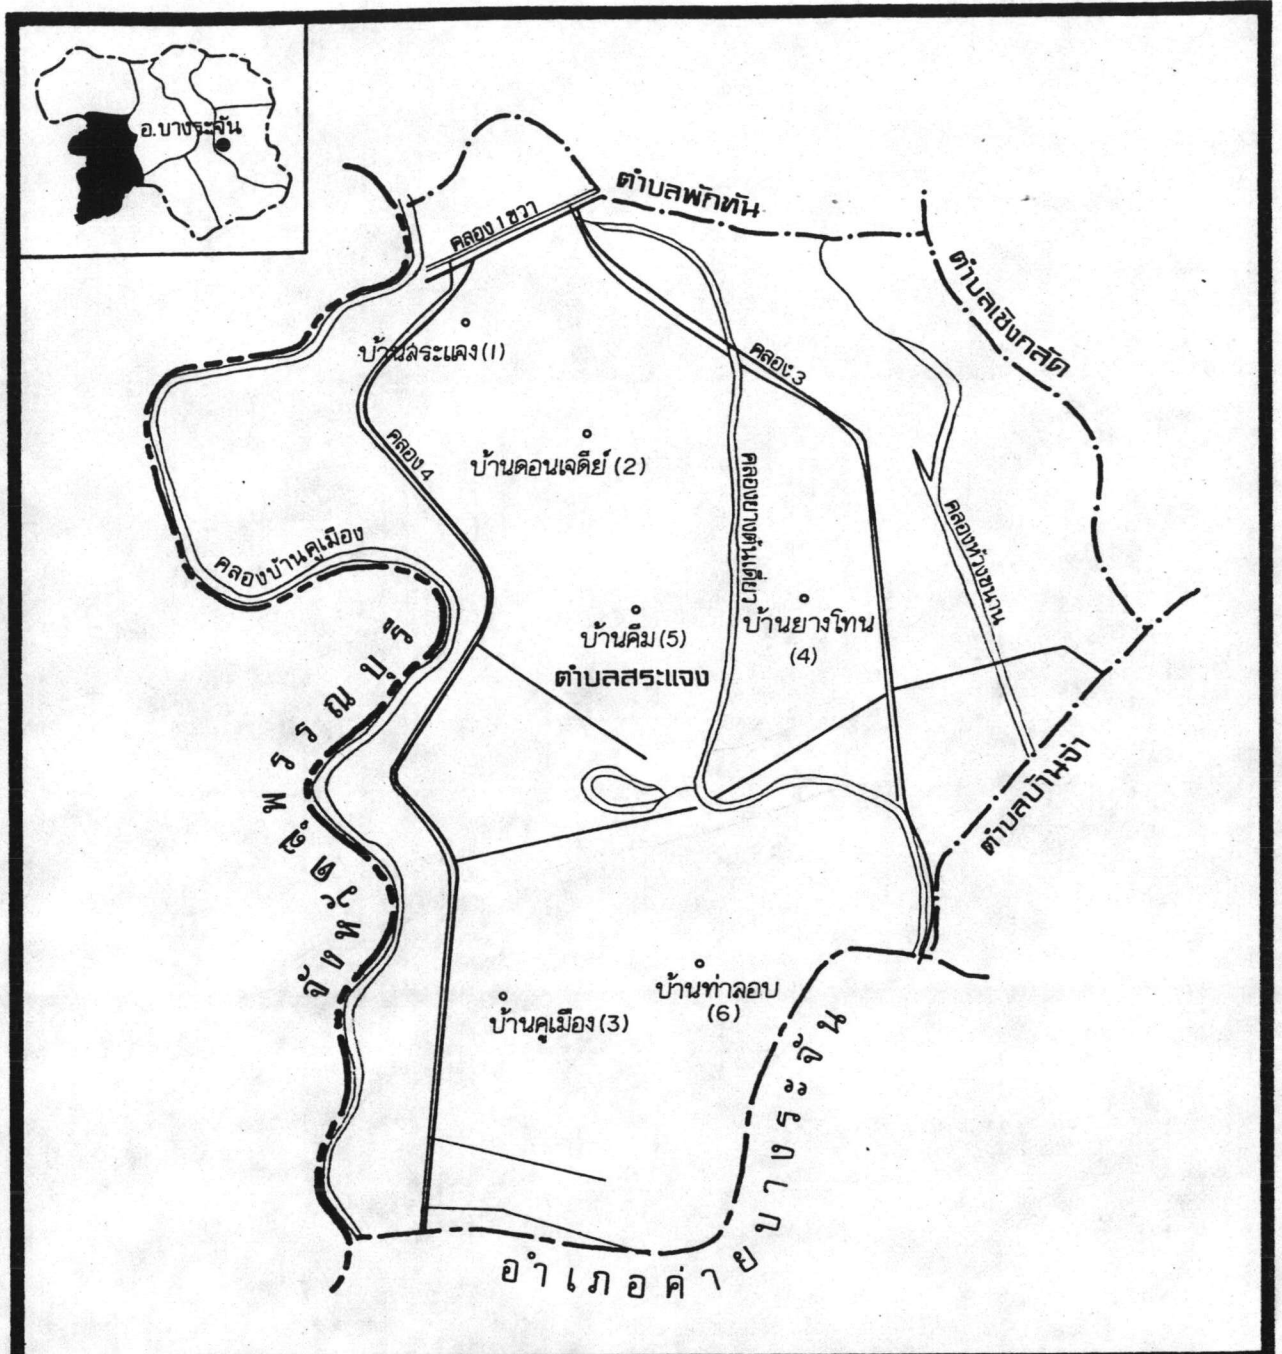 อ.บางระจัน
ตำบลพักทัน
คลอง 1 ขวา
ตำบลเชิงกลัด
บ้านสระแจง (1)
คลอง 3
คลอง 4
บ้านดอนเจดีย์ (2)
คลองยางต้นเดียว
คลองห้วงขนาน
คลองบ้านคูเมือง
บ้านคีม (5)
บ้านยางโทน
(4)
ตำบลสระแจง
จังหวัดสุพรรณบุรี
ตำบลบ้านจ่า
บ้านท่าลอบ
(6)
บ้านคูเมือง (3)
อำเภอค่ายบางระจัน